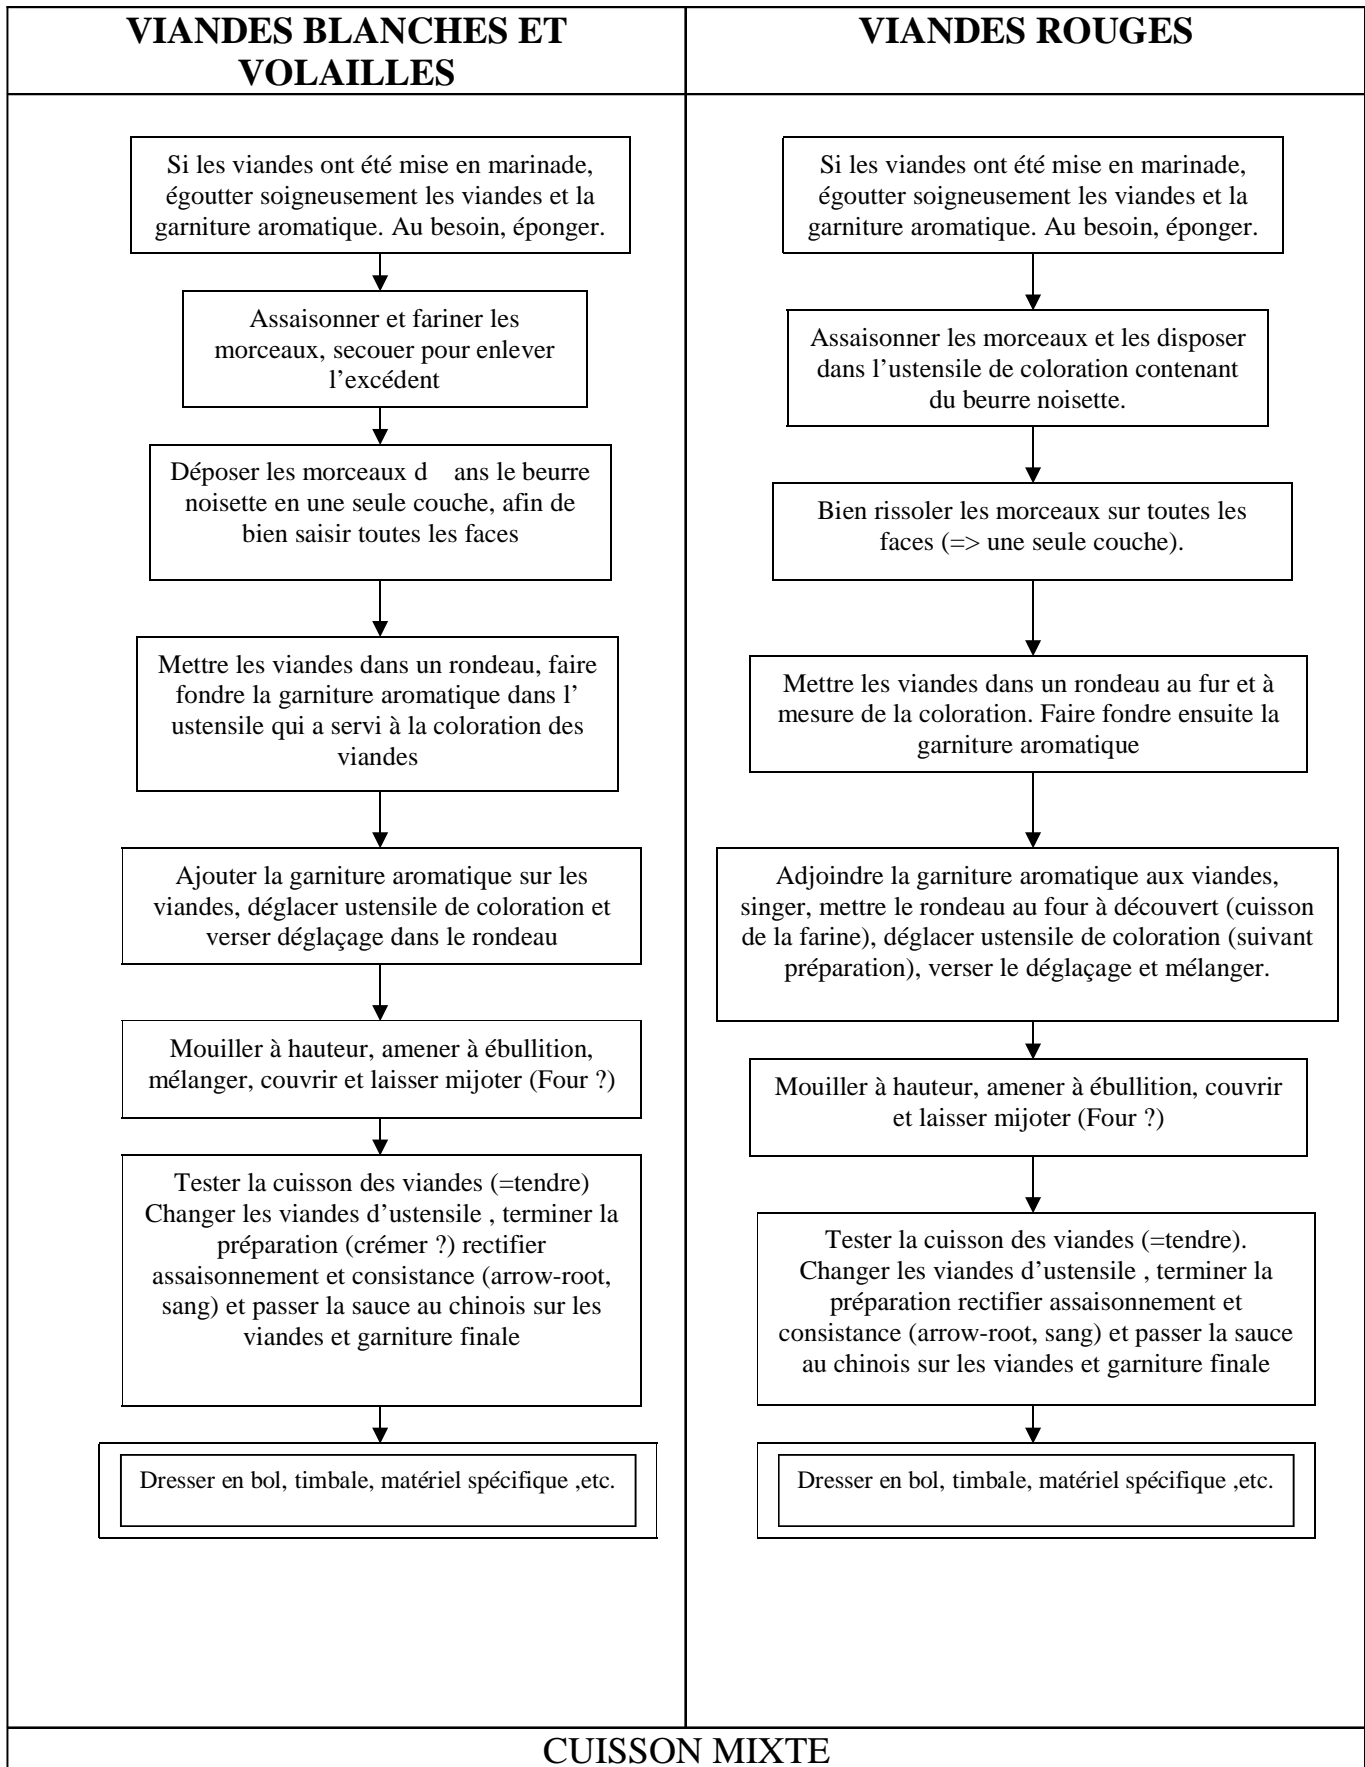 VIANDES BLANCHES ET
VOLAILLES
Si les viandes ont été mise en marinade,
égoutter soigneusement les viandes et la
garniture aromatique. Au besoin, éponger.
Assaisonner et fariner les
morceaux, secouer pour enlever
l’excédent
Déposer les morceaux d ans le beurre
noisette en une seule couche, afin de
bien saisir toutes les faces
Mettre les viandes dans un rondeau, faire
fondre la garniture aromatique dans l’
ustensile qui a servi à la coloration des
viandes
Ajouter la garniture aromatique sur les
viandes, déglacer ustensile de coloration et
verser déglaçage dans le rondeau
Mouiller à hauteur, amener à ébullition,
mélanger, couvrir et laisser mijoter (Four ?)
Tester la cuisson des viandes (=tendre)
Changer les viandes d’ustensile , terminer la
préparation (crémer ?) rectifier
assaisonnement et consistance (arrow-root,
sang) et passer la sauce au chinois sur les
viandes et garniture finale
Dresser en bol, timbale, matériel spécifique ,etc.
VIANDES ROUGES
Si les viandes ont été mise en marinade,
égoutter soigneusement les viandes et la
garniture aromatique. Au besoin, éponger.
Assaisonner les morceaux et les disposer
dans l’ustensile de coloration contenant
du beurre noisette.
Bien rissoler les morceaux sur toutes les
faces (=> une seule couche).
Mettre les viandes dans un rondeau au fur et à
mesure de la coloration. Faire fondre ensuite la
garniture aromatique
Adjoindre la garniture aromatique aux viandes,
singer, mettre le rondeau au four à découvert (cuisson
de la farine), déglacer ustensile de coloration (suivant
préparation), verser le déglaçage et mélanger.
Mouiller à hauteur, amener à ébullition, couvrir
et laisser mijoter (Four ?)
Tester la cuisson des viandes (=tendre).
Changer les viandes d’ustensile , terminer la
préparation rectifier assaisonnement et
consistance (arrow-root, sang) et passer la sauce
au chinois sur les viandes et garniture finale
Dresser en bol, timbale, matériel spécifique ,etc.
CUISSON MIXTE